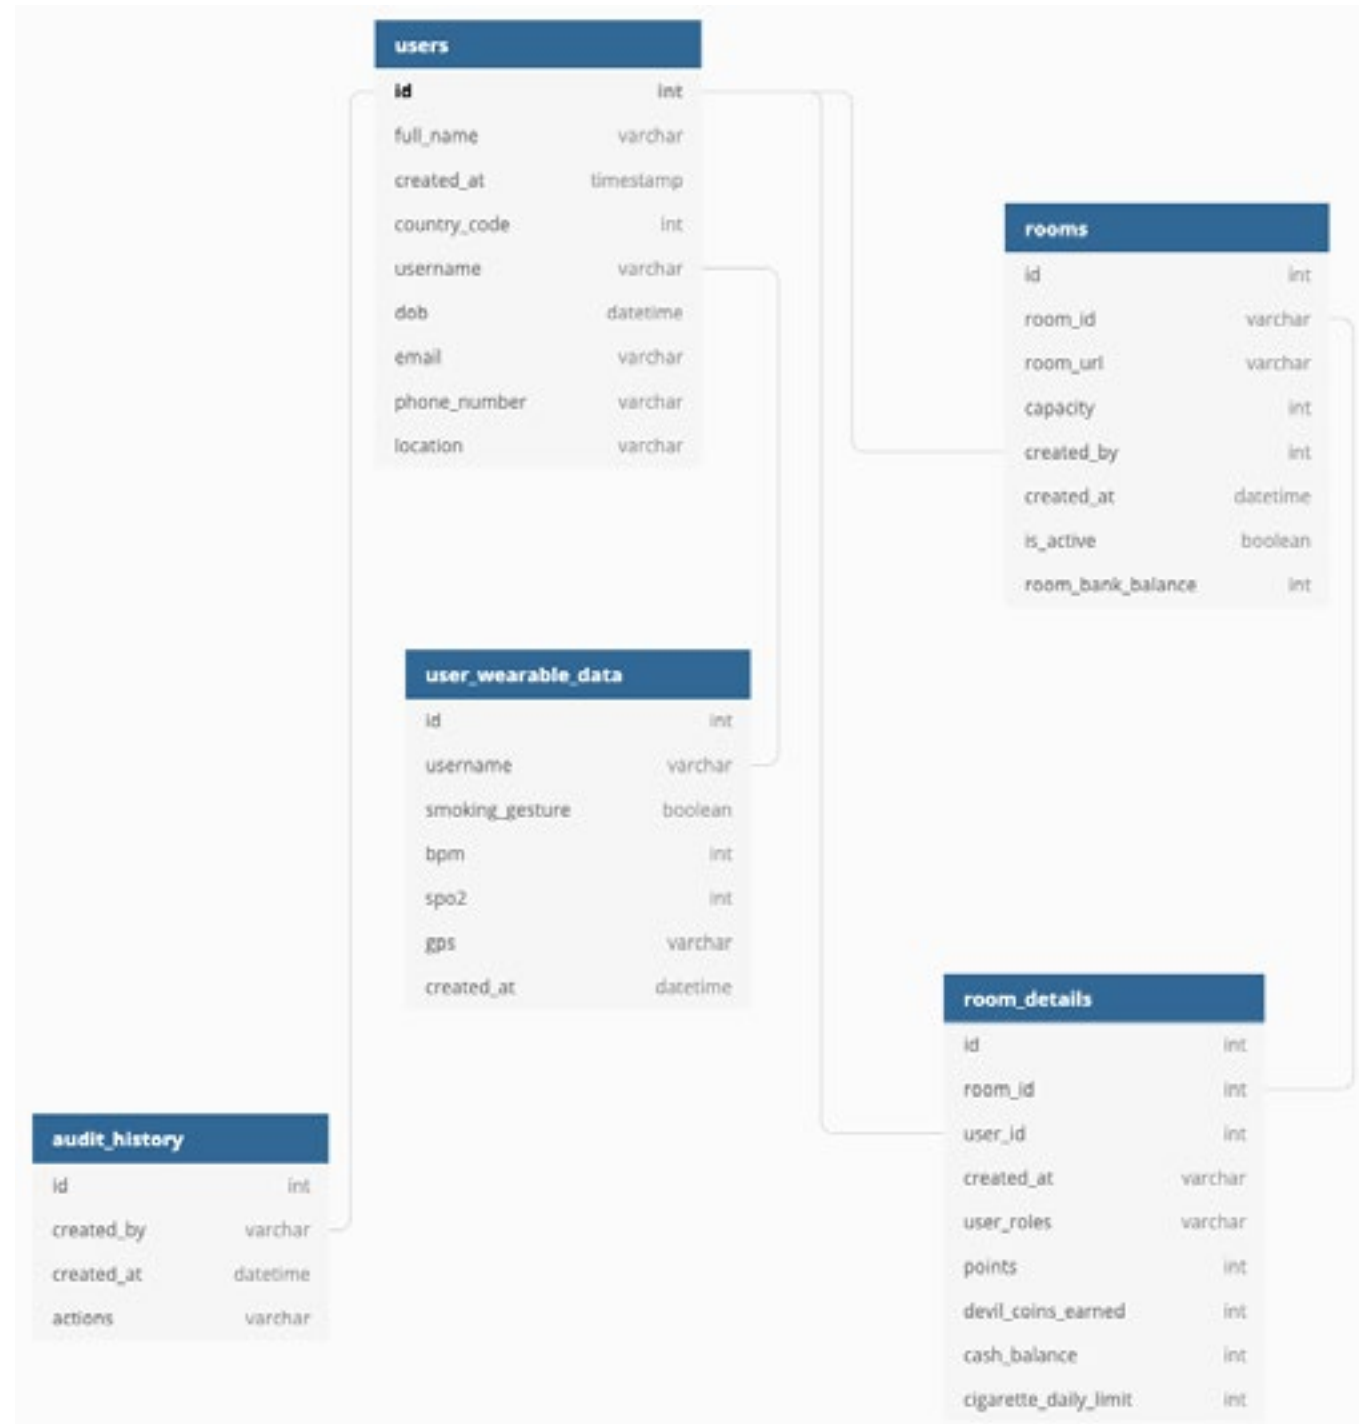 users
id int
full_name varchar
created_at timestamp
country_code int
username varchar
dob datetime
email varchar
phone_number varchar
location varchar
rooms
id int
room_id varchar
room_url varchar
capacity int
created_by int
created_at datetime
is_active boolean
room_bank_balance int
user_wearable_data
id int
username varchar
smoking_gesture boolean
bpm int
spo2 int
gps varchar
created_at datetime
room_details
id int
room_id int
user_id int
created_at varchar
user_roles varchar
points int
devil_coins_earned int
cash_balance int
cigarette_daily_limit int
audit_history
id int
created_by varchar
created_at datetime
actions varchar